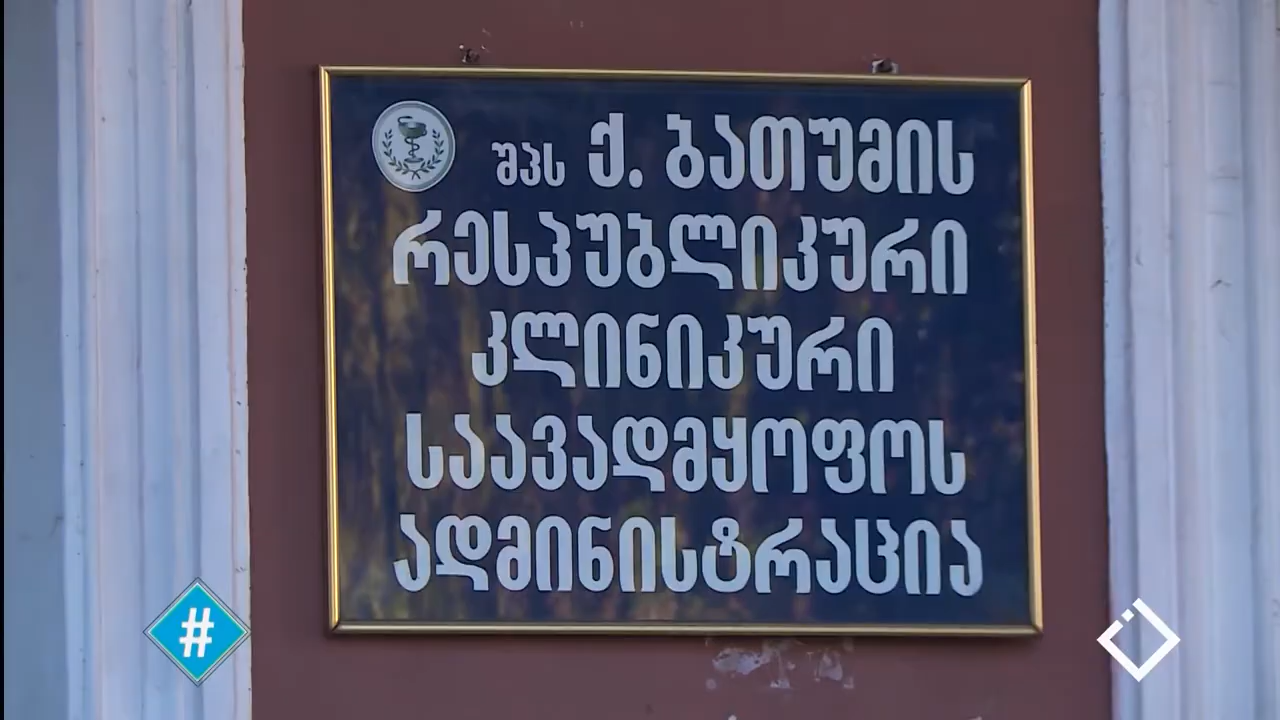 შპს ქ. ბათუმის
რესპუბლიკური
კლინიკური
საავადმყოფოს
ადმინისტრაცია
#